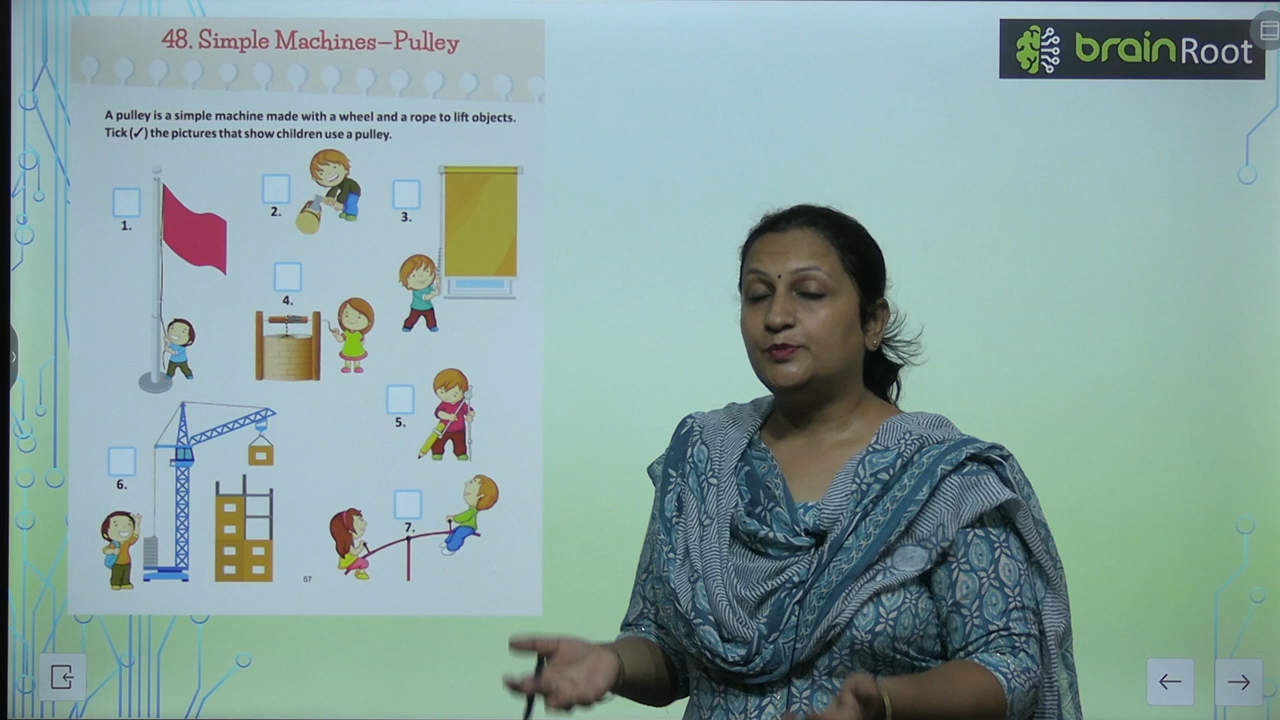 48. Simple Machines—Pulley
brainRoot
A pulley is a simple machine made with a wheel and a rope to lift objects.
Tick (✓) the pictures that show children use a pulley.
1.
2.
3.
4.
5.
6.
7.
57